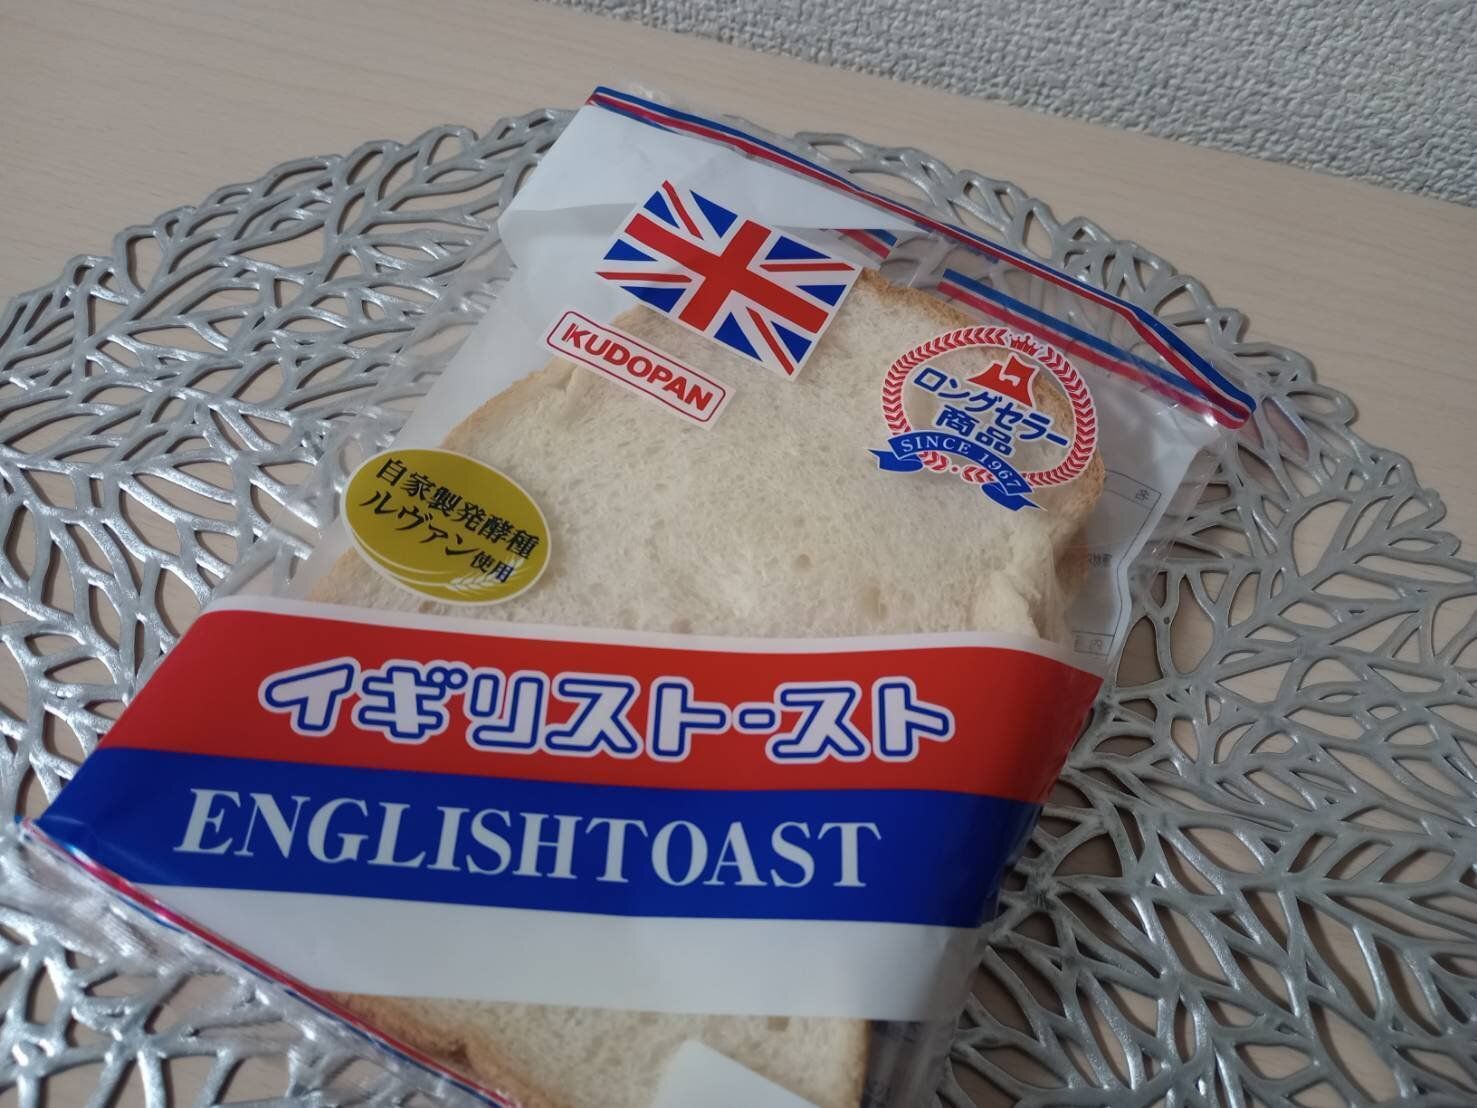 KUDOPAN
ロングセラー
商品
SINCE 1967
自家製発酵種
ルヴァン使用
イギリストースト
ENGLISHTOAST